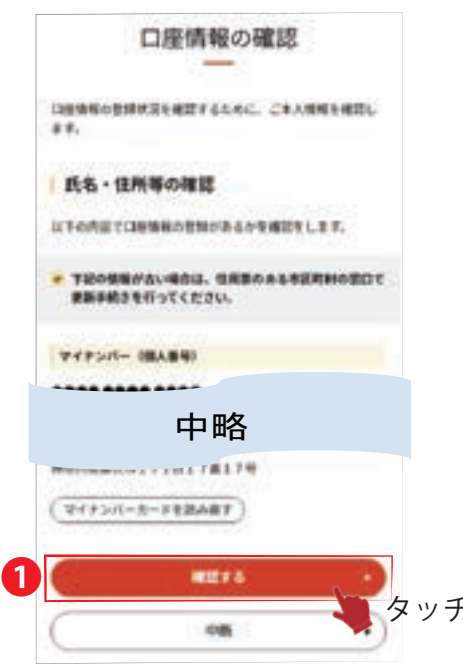 口座情報の確認
口座情報の登録状況を確認するために、ご本人情報を確認し
ます。
氏名・住所等の確認
以下の内容で口座情報の登録があるかを確認をします。
下記の情報が古い場合は、住民票のある市区町村の窓口で
更新手続きを行ってください。
マイナンバー（個人番号）
中略
マイナンバーカードを読み直す
1
確認する
タッチ
中断